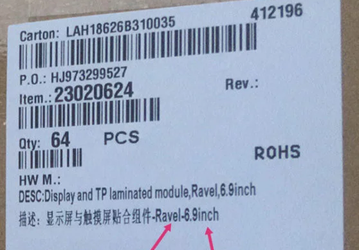 Carton: LAH18626B310035 412196
P.O.: HJ973299527
Item.: 23020624 Rev.:
Qty: 64 PCS
ROHS
HW M.:
DESC:Display and TP laminated module,Ravel,6.9inch
描述: 显示屏与触摸屏贴合组件-Ravel-6.9inch